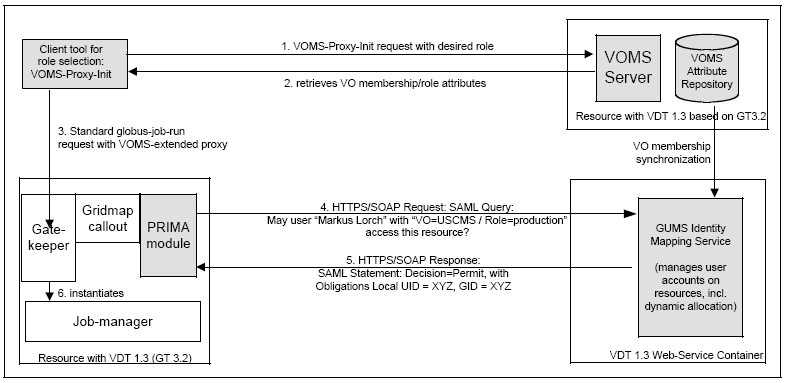 Client tool for
role selection:
VOMS-Proxy-Init
1. VOMS-Proxy-Init request with desired role
2. retrieves VO membership/role attributes
VOMS
Server
VOMS
Attribute
Repository
Resource with VDT 1.3 based on GT3.2
3. Standard globus-job-run
request with VOMS-extended proxy
VO membership
synchronization
Gate-
keeper
Gridmap
callout
PRIMA
module
4. HTTPS/SOAP Request: SAML Query:
May user “Markus Lorch” with “VO=USCMS / Role=production”
access this resource?
5. HTTPS/SOAP Response:
SAML Statement: Decision=Permit, with
Obligations Local UID = XYZ, GID = XYZ
GUMS Identity
Mapping Service
(manages user
accounts on
resources, incl.
dynamic allocation)
6. instantiates
Job-manager
Resource with VDT 1.3 (GT 3.2)
VDT 1.3 Web-Service Container